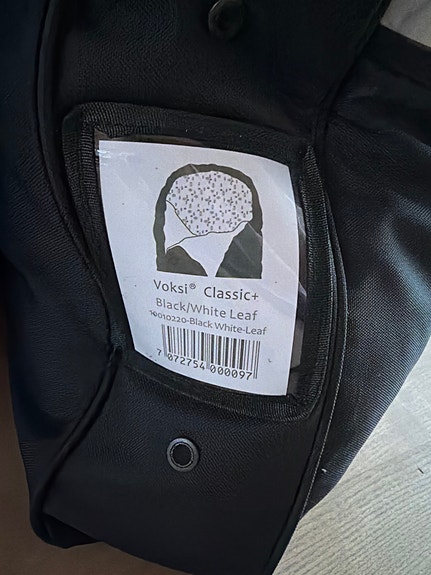 Voksi® Classic+
Black/White Leaf
10010220-Black White-Leaf
7 072754 000097